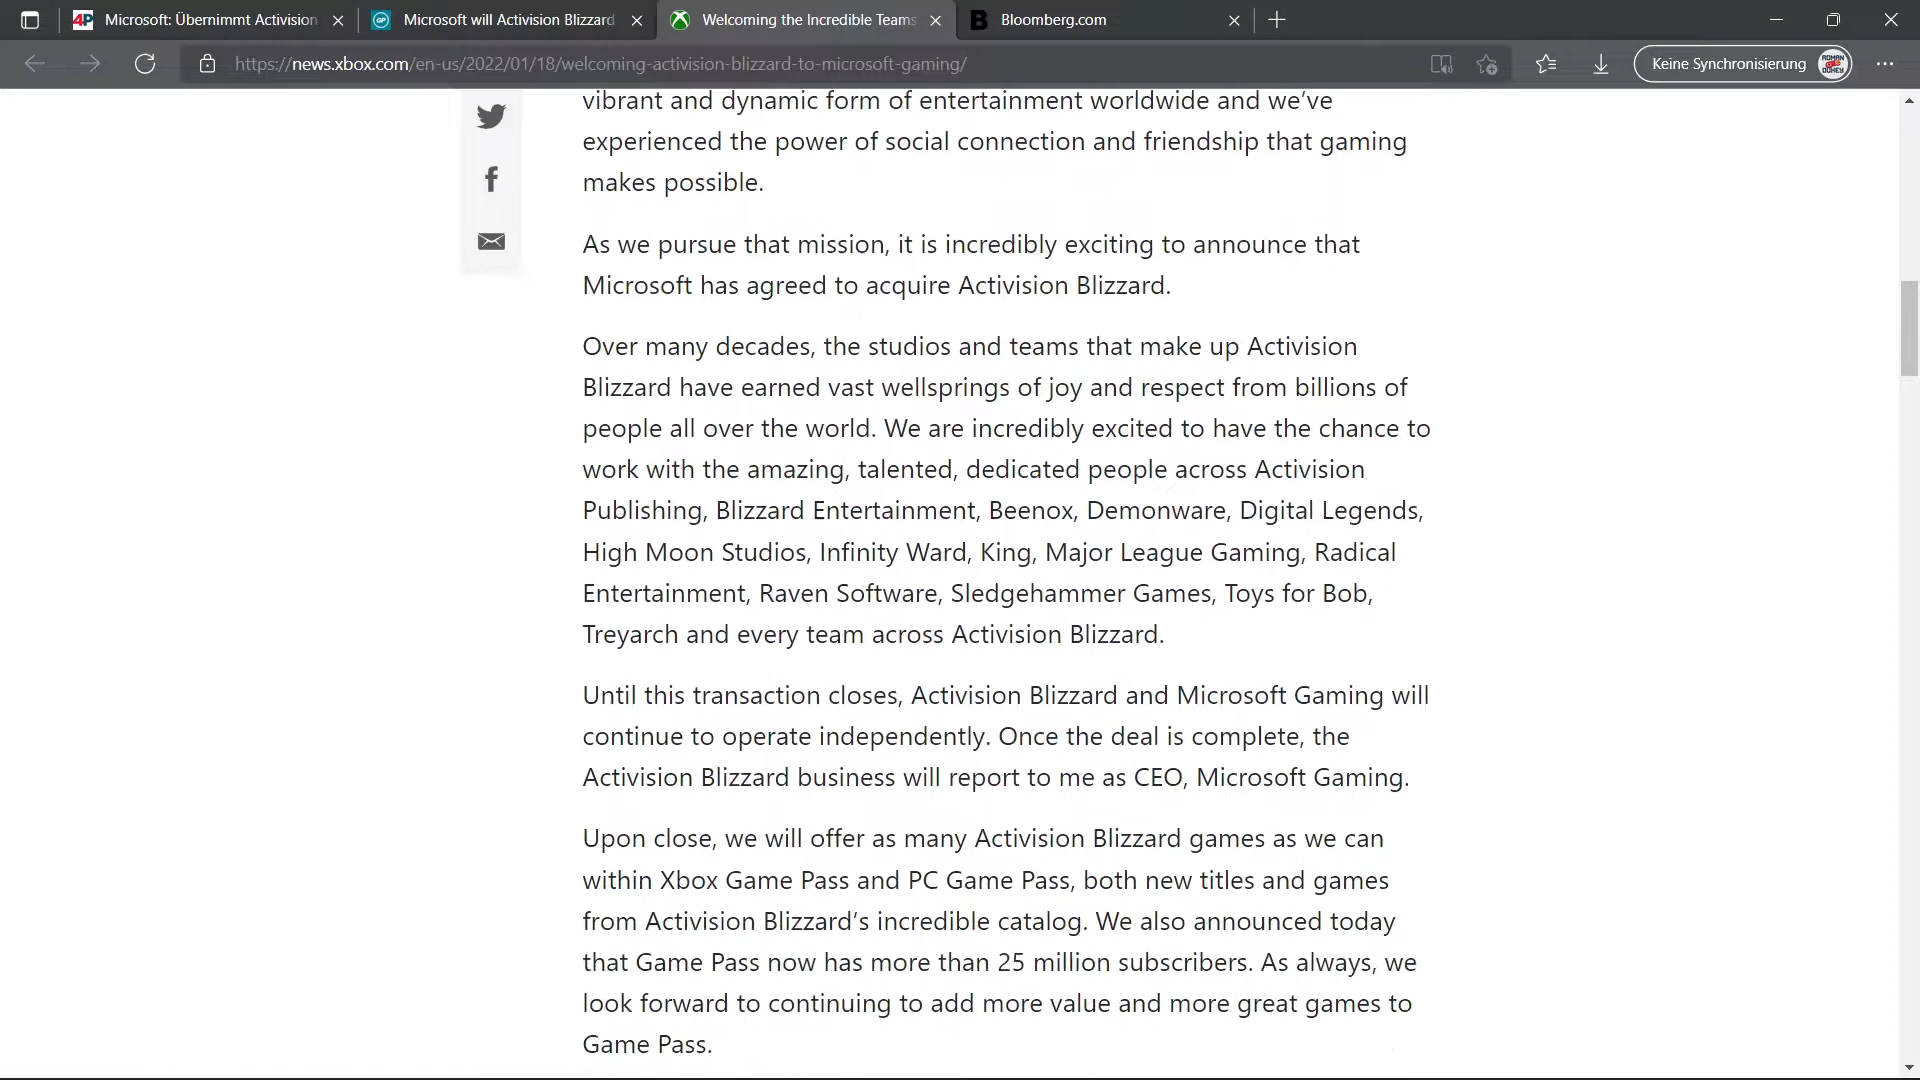 4P Microsoft: Übernimmt Activision
GP Microsoft will Activision Blizzard
Welcoming the Incredible Teams
B Bloomberg.com
https://news.xbox.com/en-us/2022/01/18/welcoming-activision-blizzard-to-microsoft-gaming/
Keine Synchronisierung
vibrant and dynamic form of entertainment worldwide and we’ve
experienced the power of social connection and friendship that gaming
makes possible.
As we pursue that mission, it is incredibly exciting to announce that
Microsoft has agreed to acquire Activision Blizzard.
Over many decades, the studios and teams that make up Activision
Blizzard have earned vast wellsprings of joy and respect from billions of
people all over the world. We are incredibly excited to have the chance to
work with the amazing, talented, dedicated people across Activision
Publishing, Blizzard Entertainment, Beenox, Demonware, Digital Legends,
High Moon Studios, Infinity Ward, King, Major League Gaming, Radical
Entertainment, Raven Software, Sledgehammer Games, Toys for Bob,
Treyarch and every team across Activision Blizzard.
Until this transaction closes, Activision Blizzard and Microsoft Gaming will
continue to operate independently. Once the deal is complete, the
Activision Blizzard business will report to me as CEO, Microsoft Gaming.
Upon close, we will offer as many Activision Blizzard games as we can
within Xbox Game Pass and PC Game Pass, both new titles and games
from Activision Blizzard’s incredible catalog. We also announced today
that Game Pass now has more than 25 million subscribers. As always, we
look forward to continuing to add more value and more great games to
Game Pass.